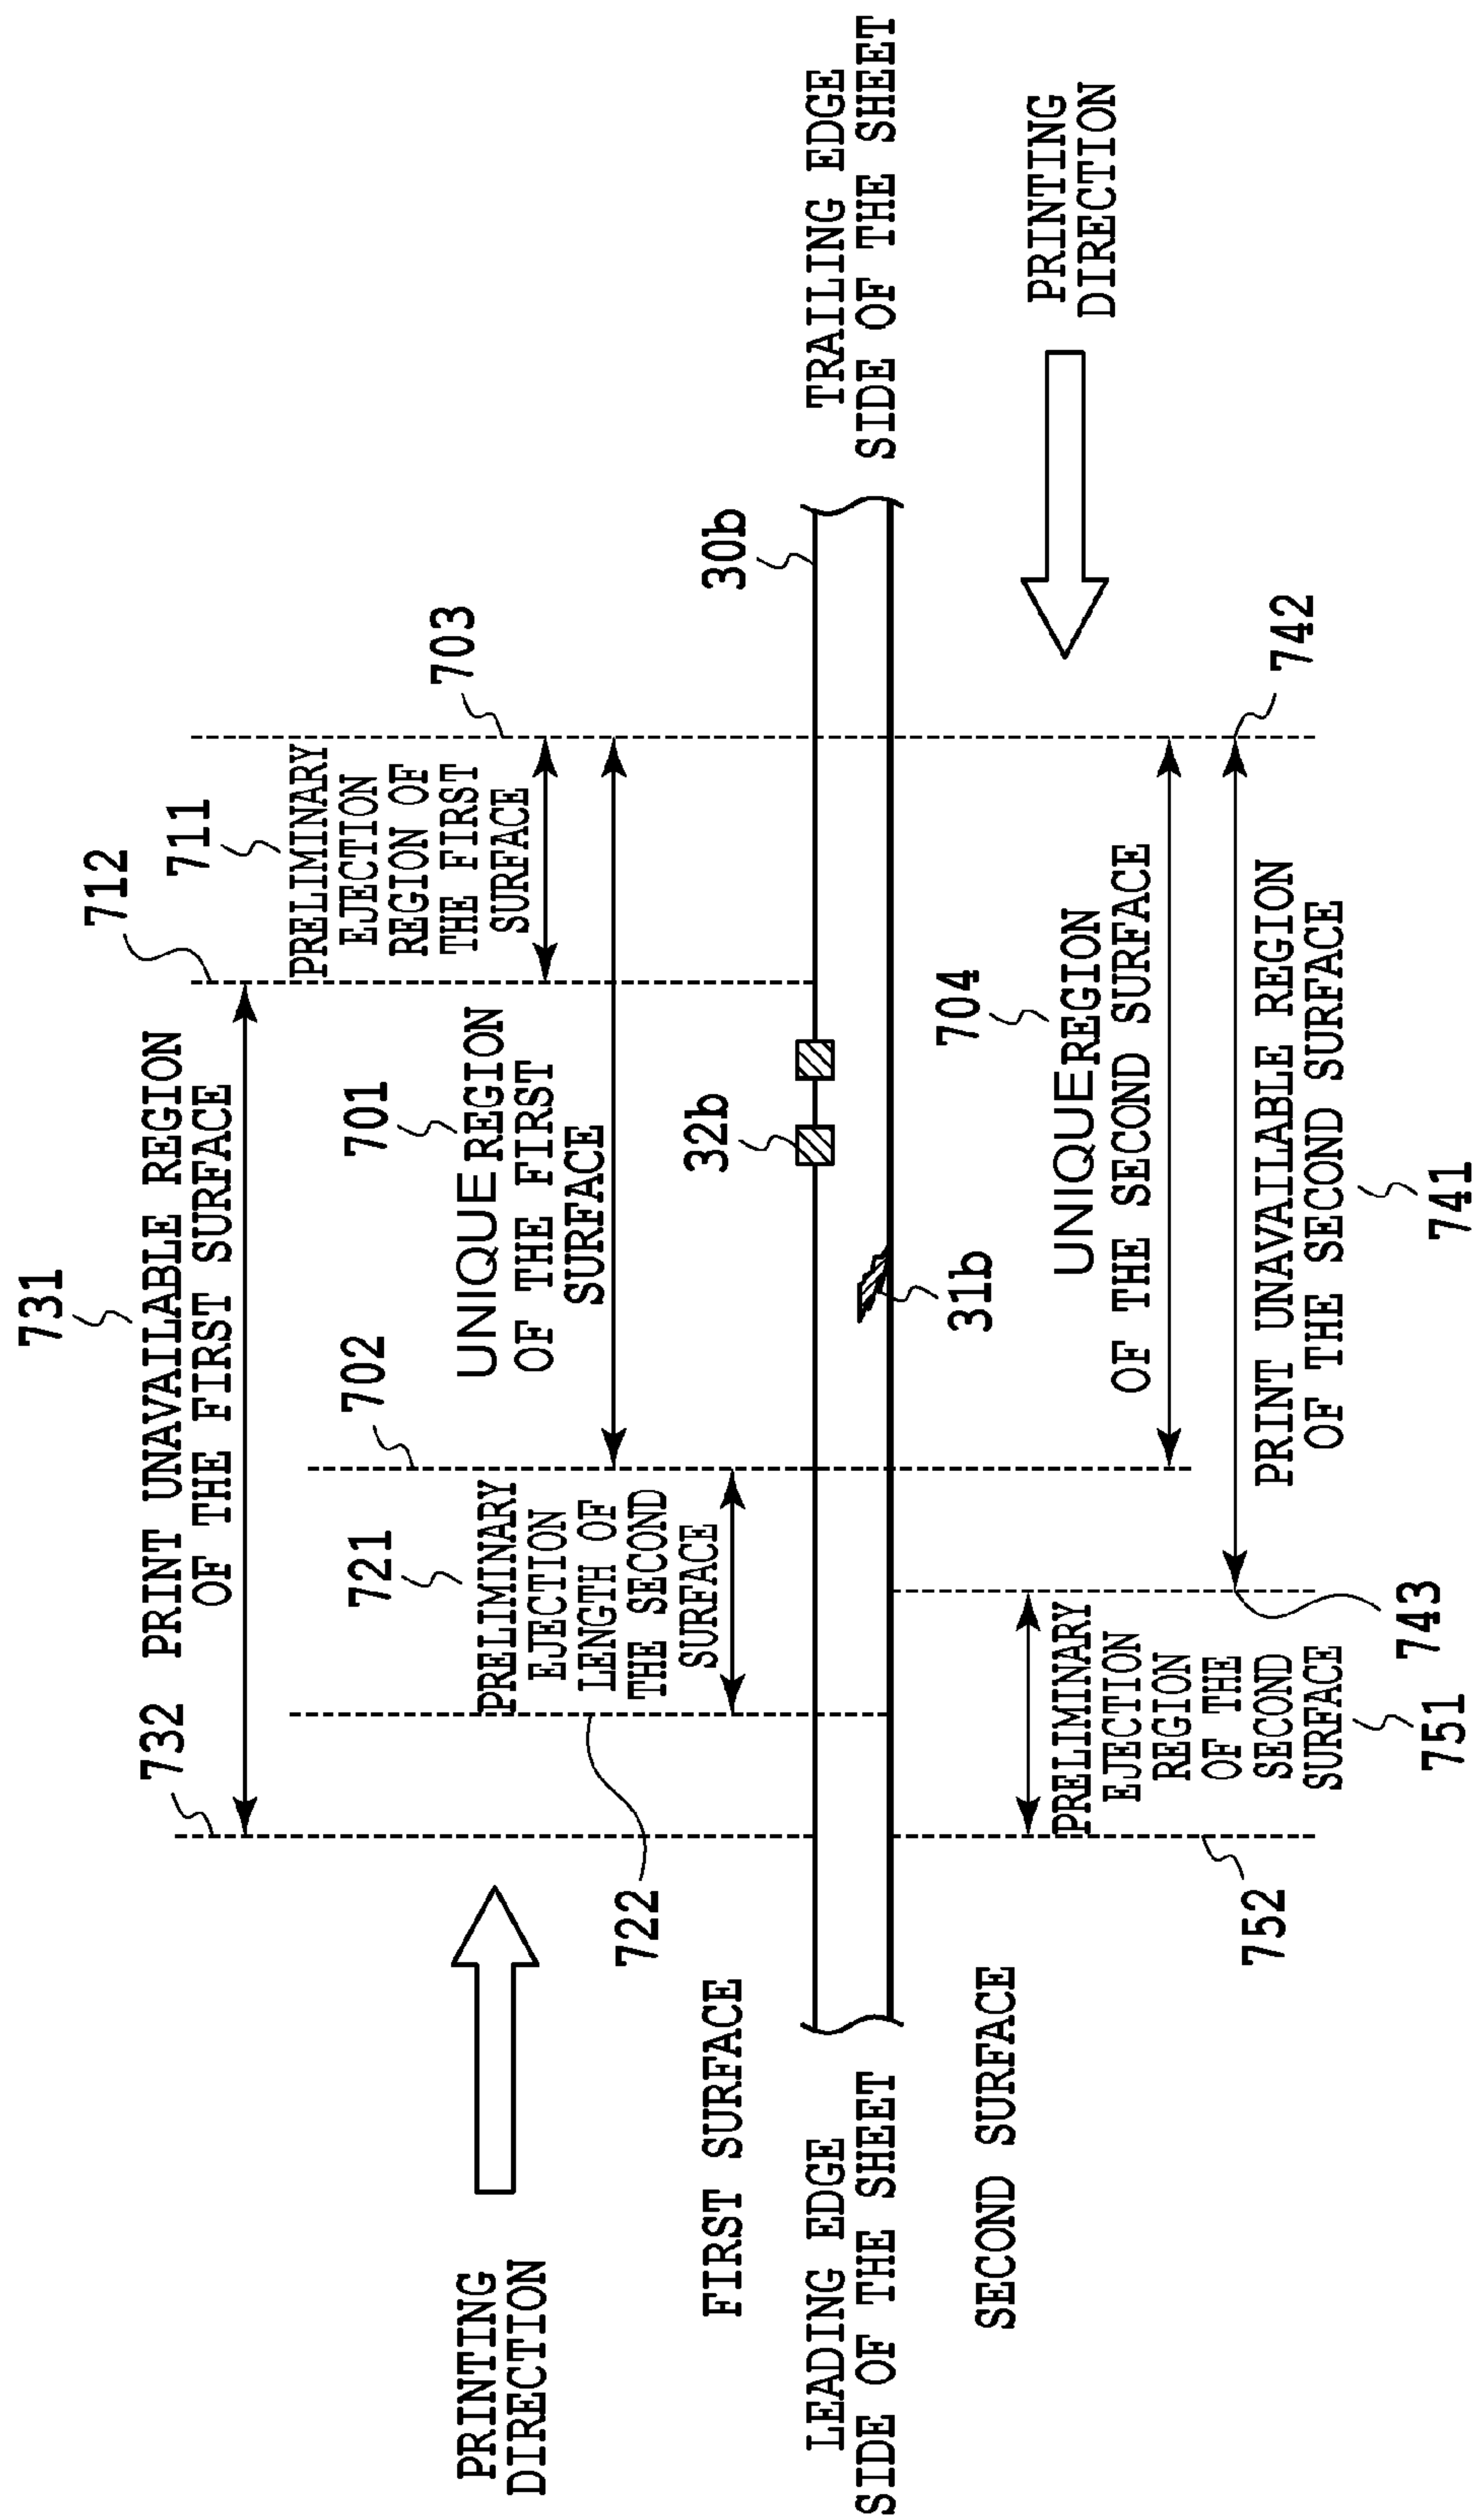 731
PRINT UNAVAILABLE REGION
OF THE FIRST SURFACE
732
712
711
PRELIMINARY
EJECTION
REGION OF
THE FIRST
SURFACE
703
702
701
UNIQUE REGION
OF THE FIRST
SURFACE
721
PRELIMINARY
EJECTION
LENGTH OF
THE SECOND
SURFACE
PRINTING
DIRECTION
722
FIRST SURFACE
32b
30b
LEADING EDGE
SIDE OF THE SHEET
TRAILING EDGE
SIDE OF THE SHEET
31b
SECOND SURFACE
704
UNIQUE REGION
OF THE SECOND SURFACE
PRINTING
DIRECTION
PRELIMINARY
EJECTION
REGION
OF THE
SECOND
SURFACE
752
751
743
742
PRINT UNAVAILABLE REGION
OF THE SECOND SURFACE
741